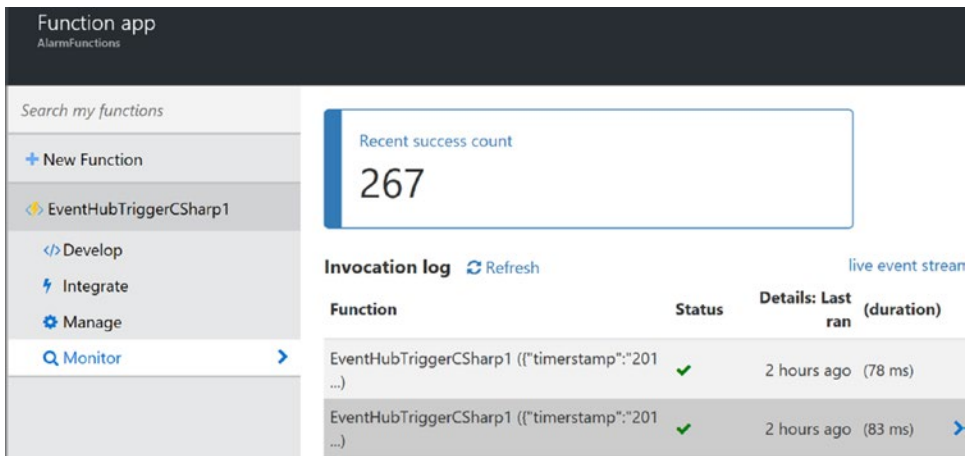 Function app
AlarmFunctions
Search my functions
+ New Function
EventHubTriggerCSharp1
</> Develop
Integrate
Manage
Monitor
Recent success count
267
Invocation log Refresh
live event stream
Function Status Details: Last ran (duration)
EventHubTriggerCSharp1 ({"timerstamp":"201
...)
2 hours ago (78 ms)
EventHubTriggerCSharp1 ({"timerstamp":"201
...)
2 hours ago (83 ms)